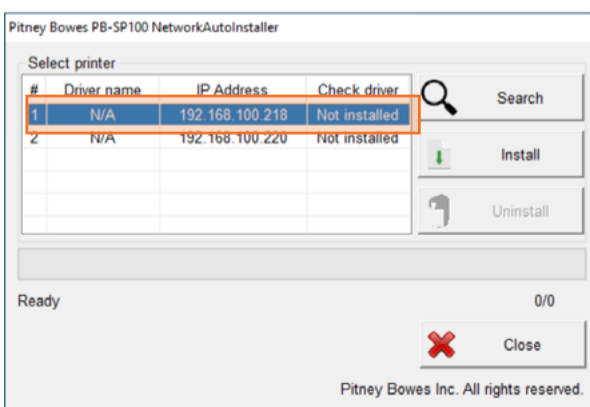 Pitney Bowes PB-SP100 NetworkAutoInstaller
Select printer
# Driver name IP Address Check driver
1 N/A 192.168.100.218 Not installed
2 N/A 192.168.100.220 Not installed
Search
Install
Uninstall
Ready 0/0
Close
Pitney Bowes Inc. All rights reserved.